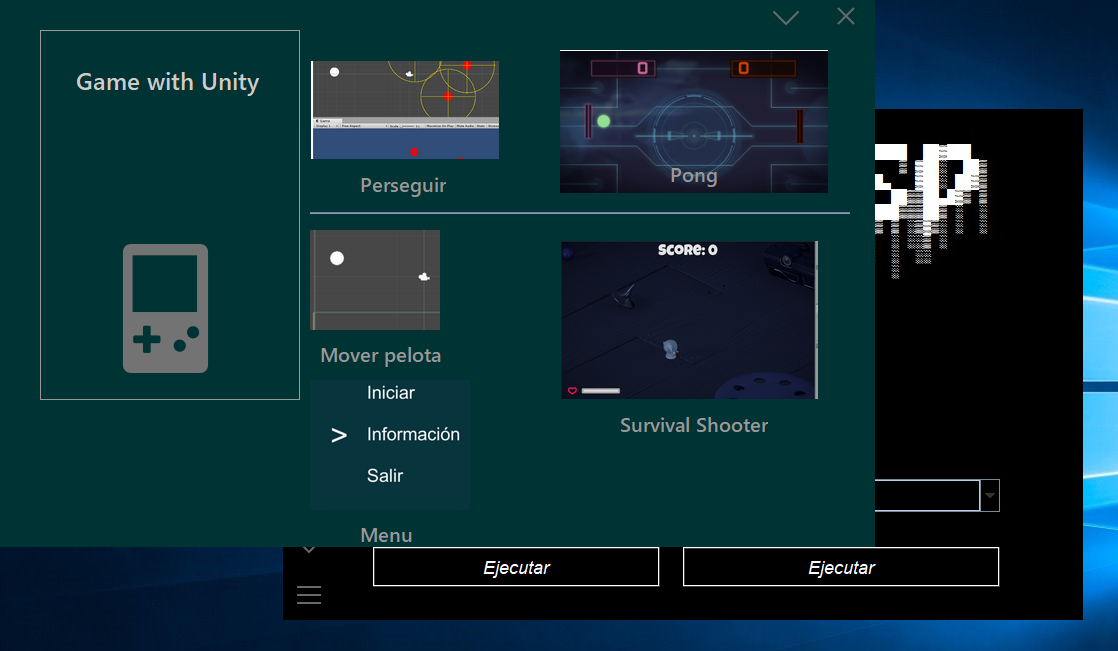 Game with Unity
Perseguir
0 0
Pong
Mover pelota
SCORE: 0
Survival Shooter
Iniciar
> Información
Salir
Menu
Ejecutar
Ejecutar